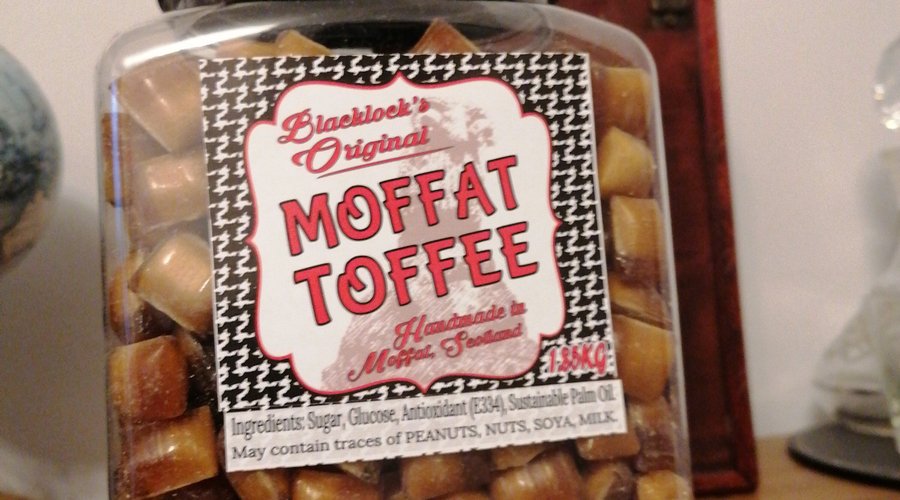 Blacklock's
Original
MOFFAT
TOFFEE
Handmade in
Moffat, Scotland
1.85KG
Ingredients: Sugar, Glucose, Antioxidant (E334), Sustainable Palm Oil.
May contain traces of PEANUTS, NUTS, SOYA, MILK.